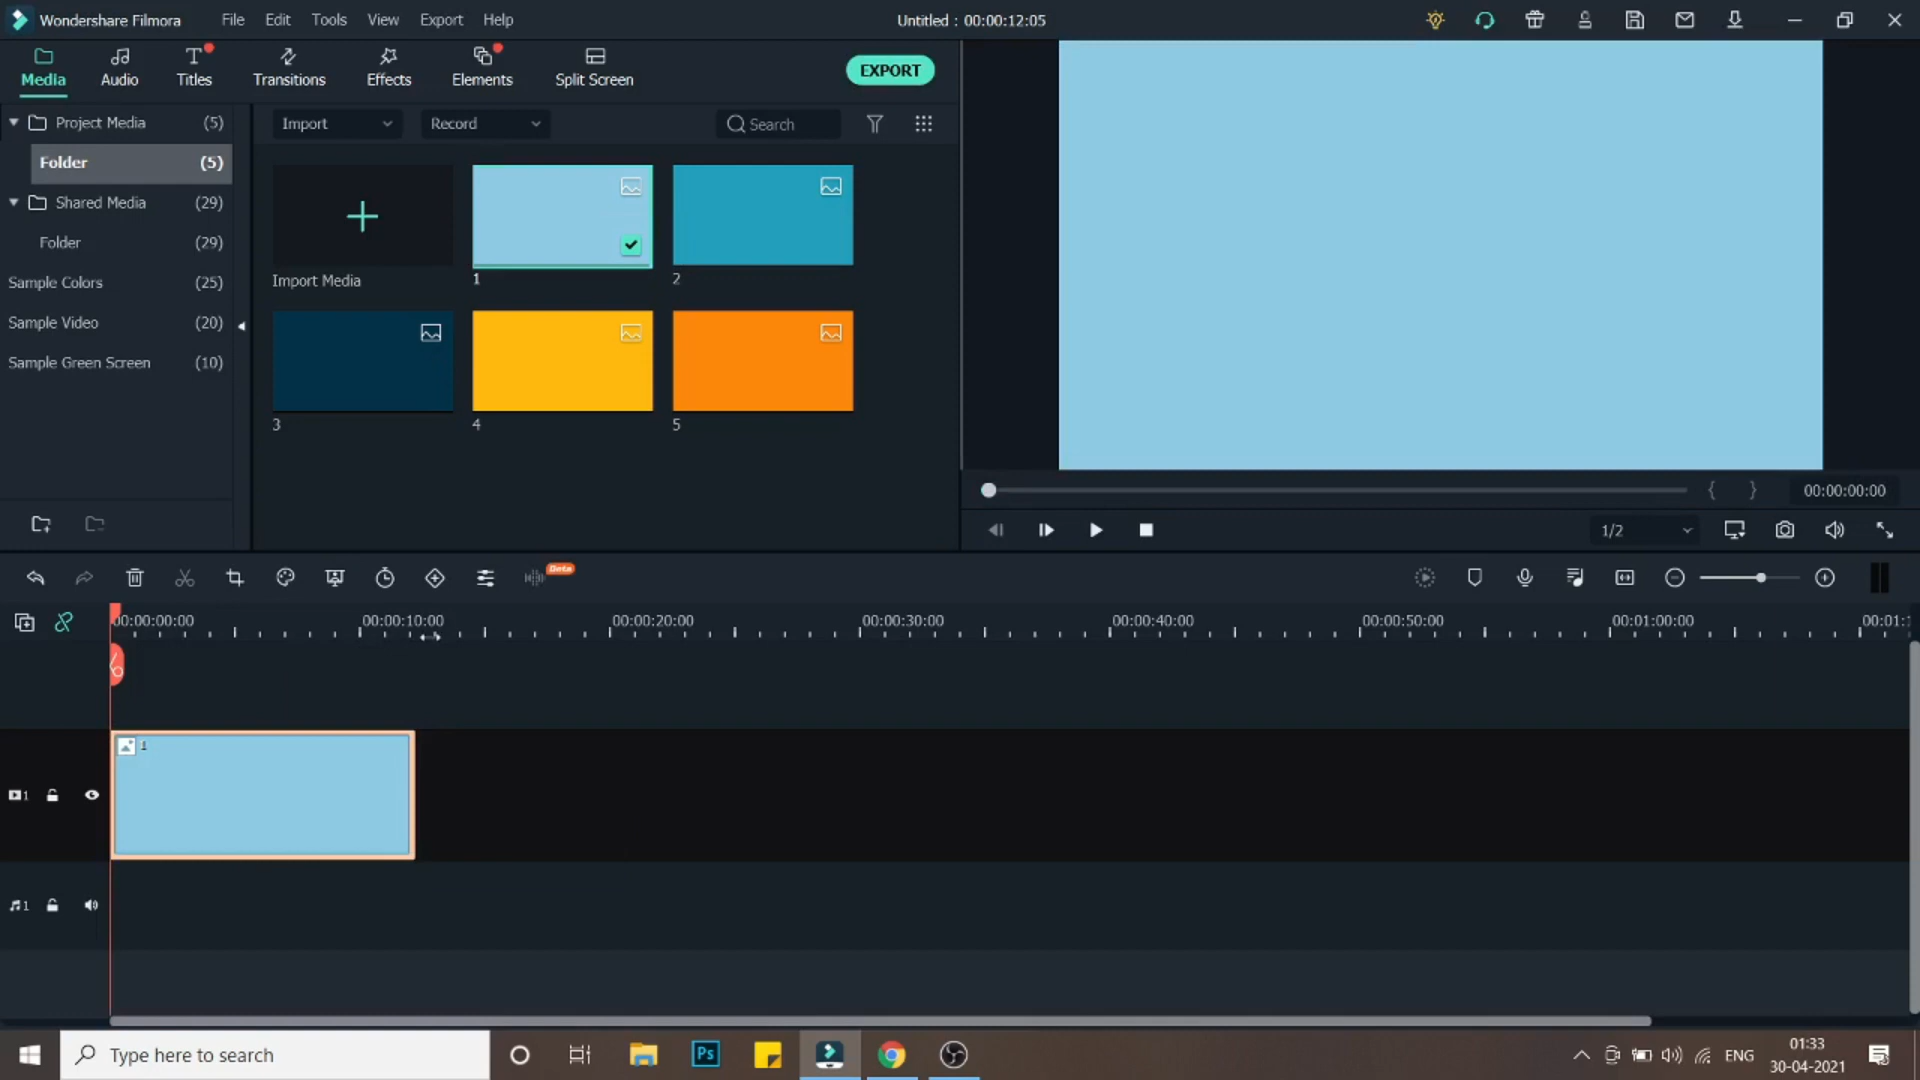 Wondershare Filmora File Edit Tools View Export Help Untitled : 00:00:12:05
Media Audio Titles Transitions Effects Elements Split Screen EXPORT
Project Media (5)
Folder (5)
Shared Media (29)
Folder (29)
Sample Colors (25)
Sample Video (20)
Sample Green Screen (10)
Import Record Search
Import Media 1 2
3 4 5
{ } 00:00:00:00
1/2
Beta
00:00:00:00 00:00:10:00 00:00:20:00 00:00:30:00 00:00:40:00 00:00:50:00 00:01:00:00 00:01:
1
1
1
Type here to search
Ps
ENG
01:33
30-04-2021